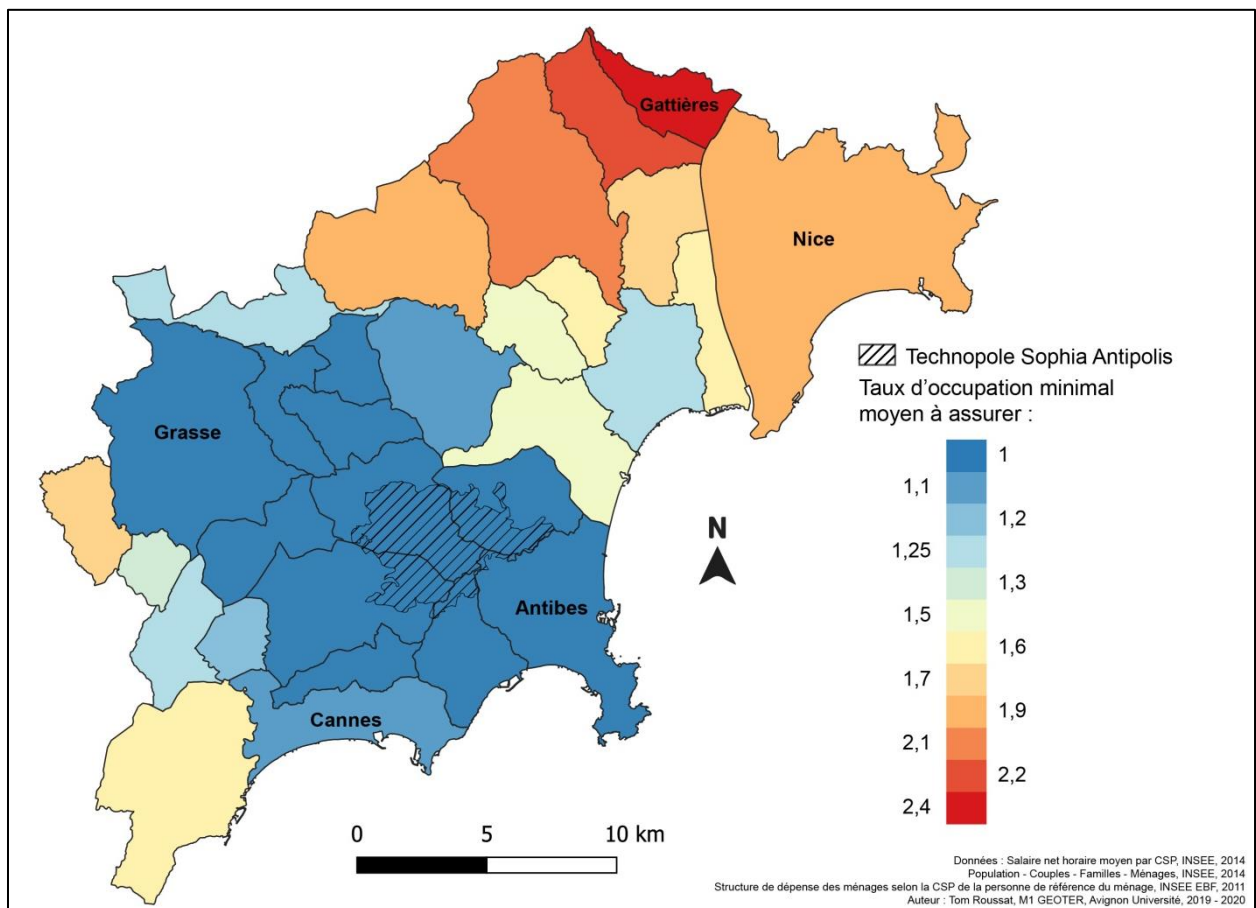 Gattières
Nice
Grasse
Antibes
Cannes
N
Technopole Sophia Antipolis
Taux d'occupation minimal
moyen à assurer :
1
1,1
1,2
1,25
1,3
1,5
1,6
1,7
1,9
2,1
2,2
2,4
0 5 10 km
Données : Salaire net horaire moyen par CSP, INSEE, 2014
Population - Couples - Familles - Ménages, INSEE, 2014
Structure de dépense des ménages selon la CSP de la personne de référence du ménage, INSEE EBF, 2011
Auteur : Tom Roussat, M1 GEOTER, Avignon Université, 2019 - 2020